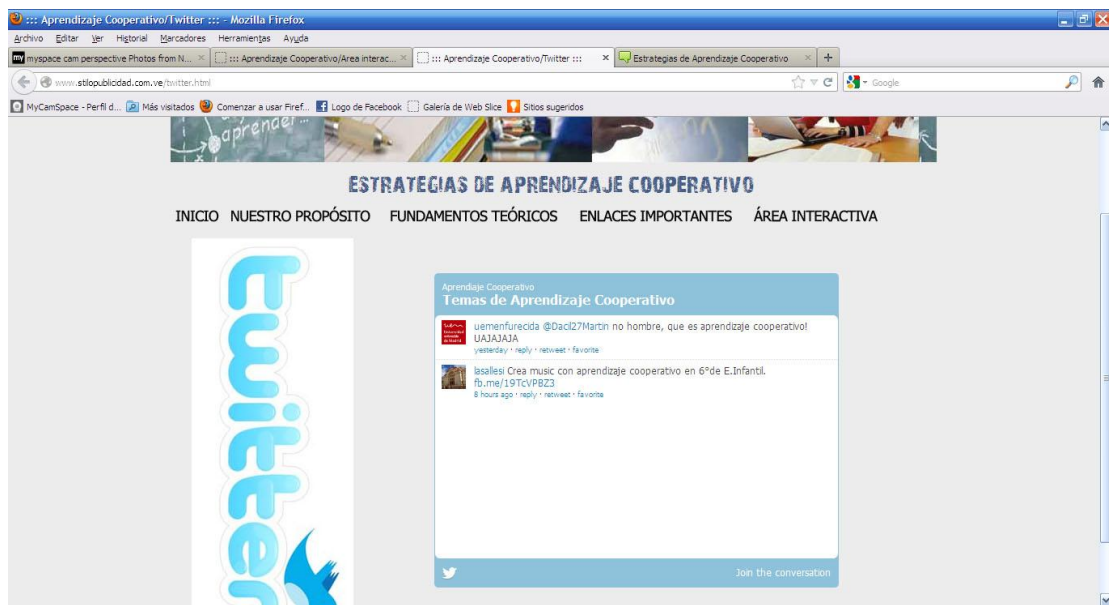 ::: Aprendizaje Cooperativo/Twitter ::: - Mozilla Firefox
Archivo Editar Ver Historial Marcadores Herramientas Ayuda
myspace cam perspective Photos from N... ::: Aprendizaje Cooperativo/Area interac... ::: Aprendizaje Cooperativo/Twitter ::: Estrategias de Aprendizaje Cooperativo
www.stilopublicidad.com.ve/twitter.html Google
MyCamSpace - Perfil d... Más visitados Comenzar a usar Firef... Logo de Facebook Galería de Web Slice Sitios sugeridos
aprender...
ESTRATEGIAS DE APRENDIZAJE COOPERATIVO
INICIO NUESTRO PROPÓSITO FUNDAMENTOS TEÓRICOS ENLACES IMPORTANTES ÁREA INTERACTIVA
twitter
Aprendiaje Cooperativo
Temas de Aprendizaje Cooperativo
uemenfurecida @Dacil27Martin no hombre, que es aprendizaje cooperativo!
UAJAJAJA
yesterday · reply · retweet · favorite
lasallesi Crea music con aprendizaje cooperativo en 6ºde E.Infantil.
fb.me/19TcVPBZ3
8 hours ago · reply · retweet · favorite
Join the conversation